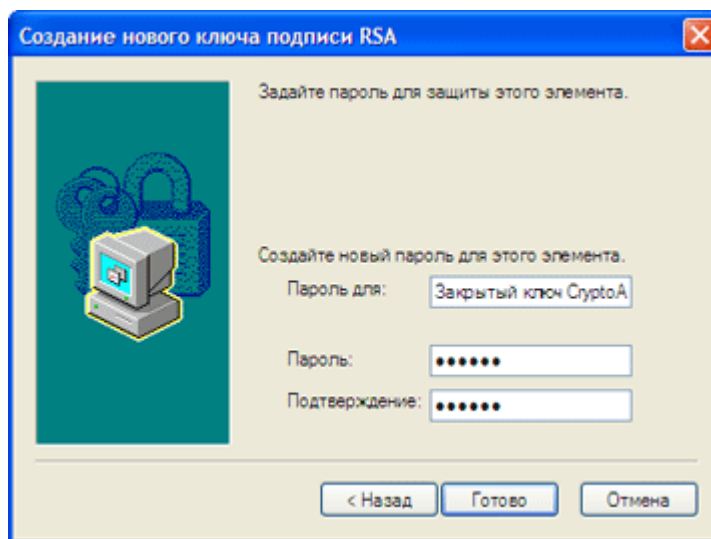 Создание нового ключа подписи RSA
Задайте пароль для защиты этого элемента.
Создайте новый пароль для этого элемента.
Пароль для: Закрытый ключ CryptoA
Пароль: ●●●●●●
Подтверждение: ●●●●●●
< Назад Готово Отмена